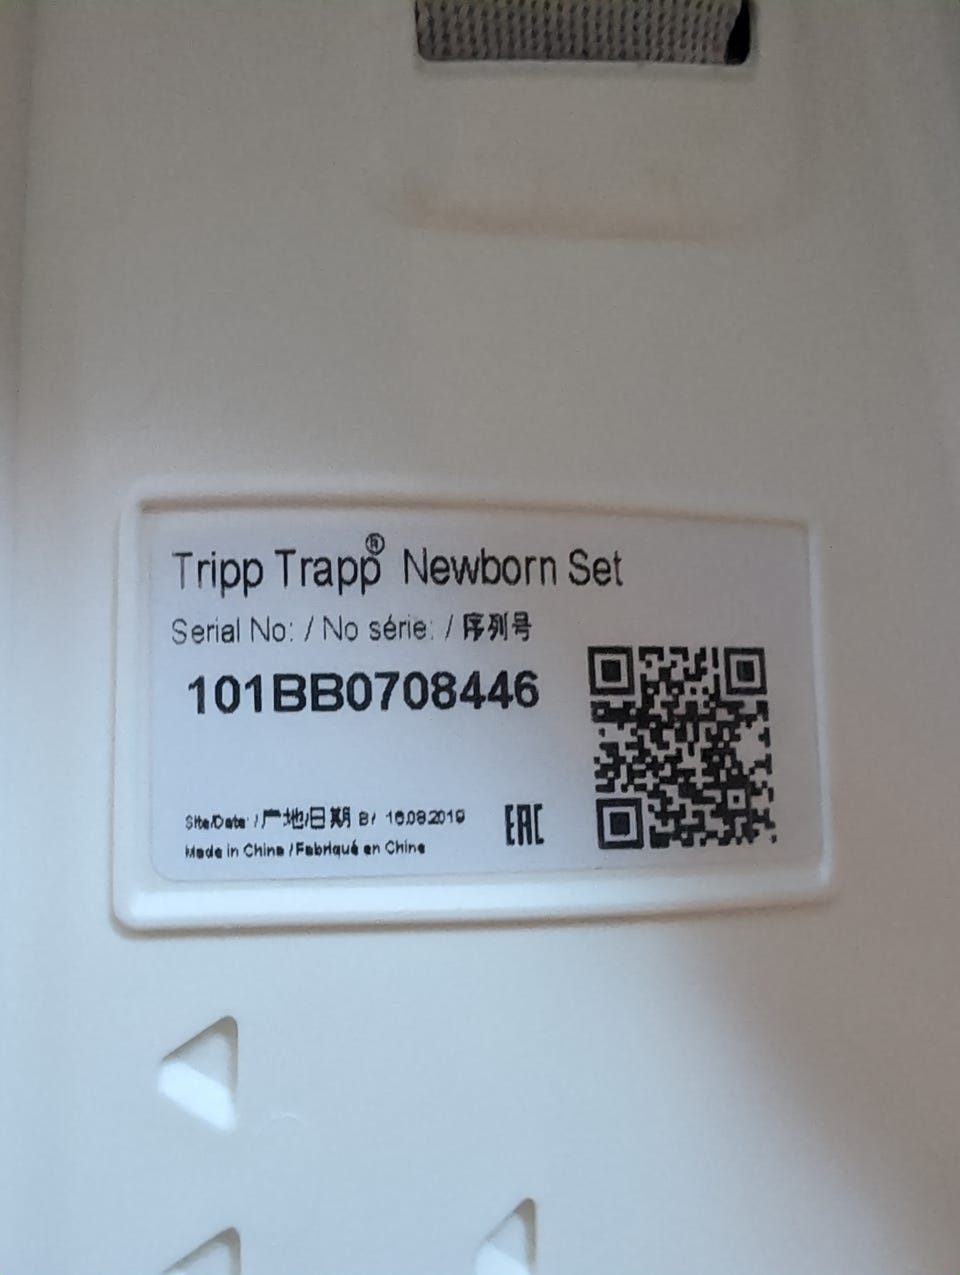 Tripp Trapp® Newborn Set
Serial No: / No série: / 序列号
101BB0708446
Site/Date: / 产地/日期 B/ 16.08.2019
Made in China / Fabriqué en Chine
EAC